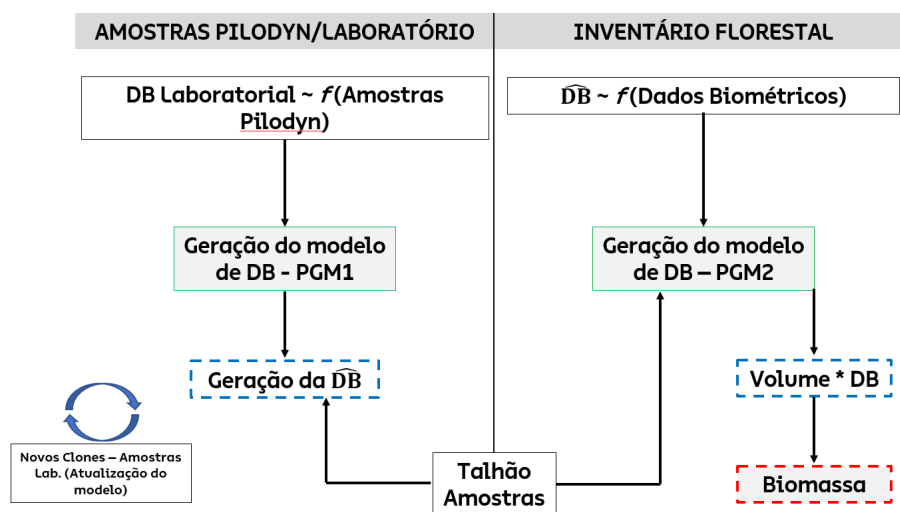 AMOSTRAS PILODYN/LABORATÓRIO
INVENTÁRIO FLORESTAL
DB Laboratorial ~ f(Amostras
Pilodyn)
D̂B̂ ~ f(Dados Biométricos)
Geração do modelo
de DB - PGM1
Geração do modelo
de DB – PGM2
Geração da D̂B̂
Volume * DB
Novos Clones – Amostras
Lab. (Atualização do
modelo)
Talhão
Amostras
Biomassa